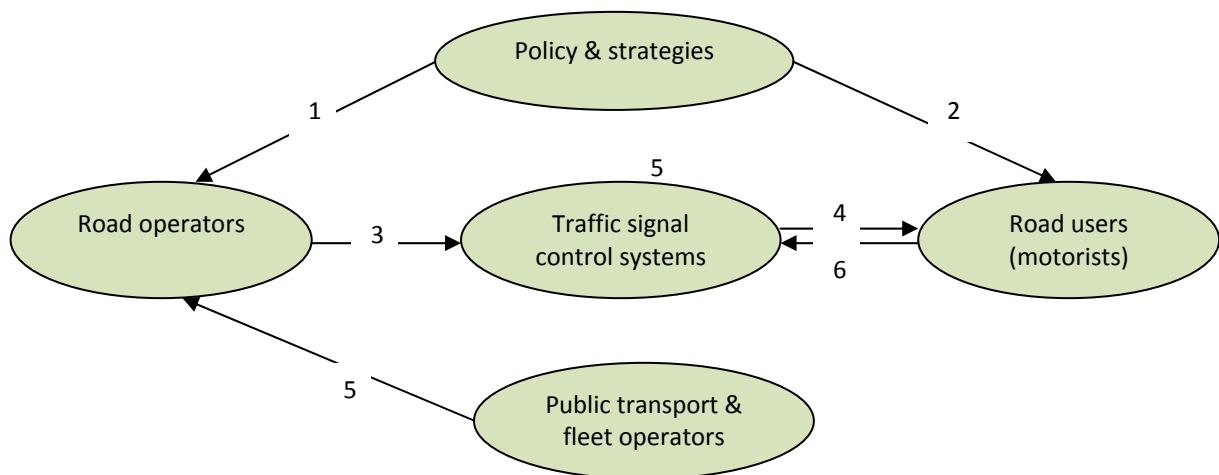 Policy & strategies
1
2
5
Road operators
3
Traffic signal
control systems
4
6
Road users
(motorists)
5
Public transport &
fleet operators